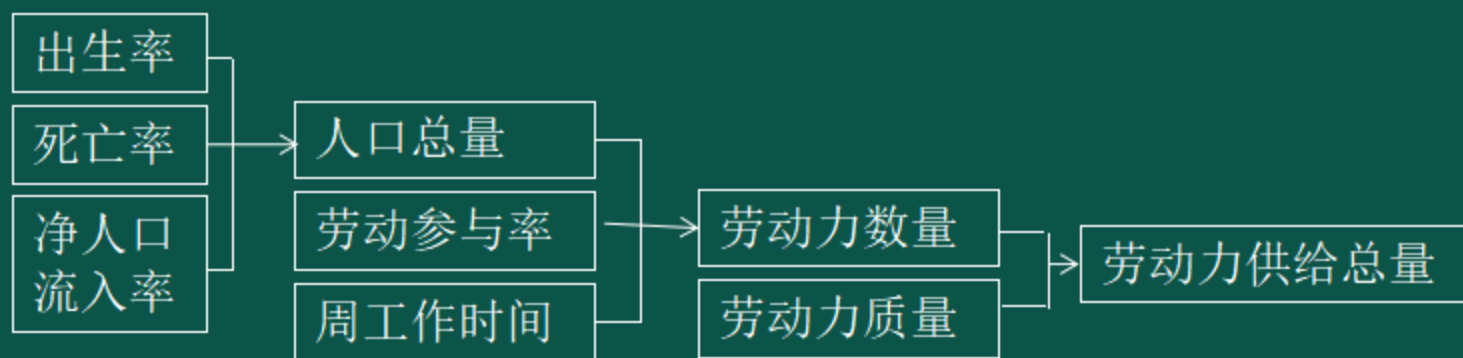 出生率
死亡率
净人口
流入率
人口总量
劳动参与率
周工作时间
劳动力数量
劳动力质量
劳动力供给总量